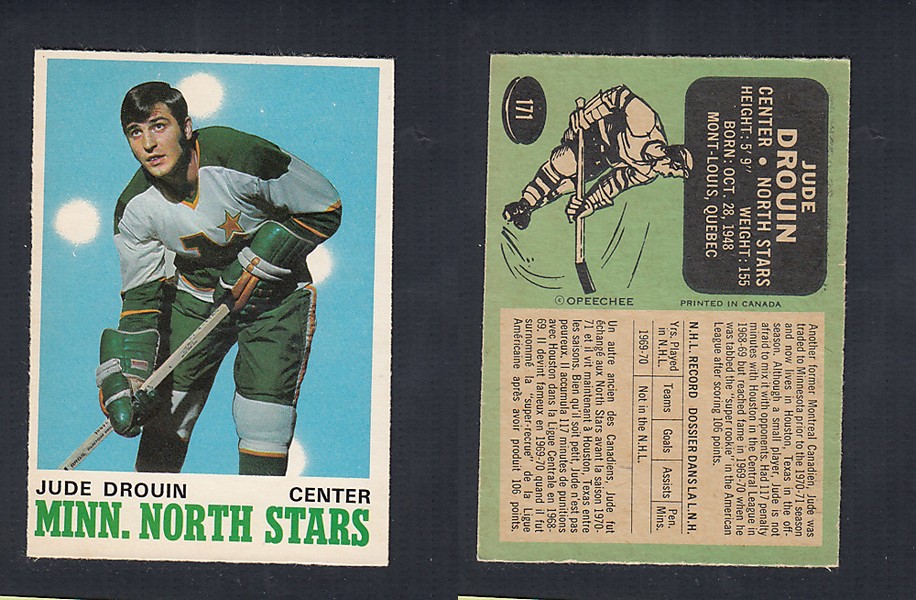 JUDE DROUIN CENTER
MINN. NORTH STARS
171
JUDE
DROUIN
CENTER • NORTH STARS
HEIGHT: 5' 9" WEIGHT: 155
BORN: OCT. 28, 1948
MONT-LOUIS, QUEBEC
© OPEECHEE PRINTED IN CANADA
Another former Montreal Canadien, Jude was
traded to Minnesota prior to the 1970-71 season
and now lives in Houston, Texas in the off-
season. Although a small player, Jude is not
afraid to mix it with opponents. Had 117 penalty
minutes with Houston in the Central League in
1968-69 but reached fame in 1969-70 when he
was tabbed the "super rookie" in the American
League after scoring 106 points.
N.H.L. RECORD DOSSIER DANS LA L.N.H.
Yrs. Played in N.H.L. Teams Goals Assists Pen. Mins.
1969-70 Not in the N.H.L.
Un autre ancien des Canadiens, Jude fut
échangé aux North Stars avant la saison 1970-
71 et il vit maintenant à Houston, Texas entre
les saisons. Bien qu'il soit petit, Jude n'est pas
peureux. Il accumula 117 minutes de punitions
avec Houston dans la Ligue Centrale en 1968-
69. Il devint fameux en 1969-70 quand il fut
surnommé la "super-recrue" de la Ligue
Américaine après avoir produit 106 points.